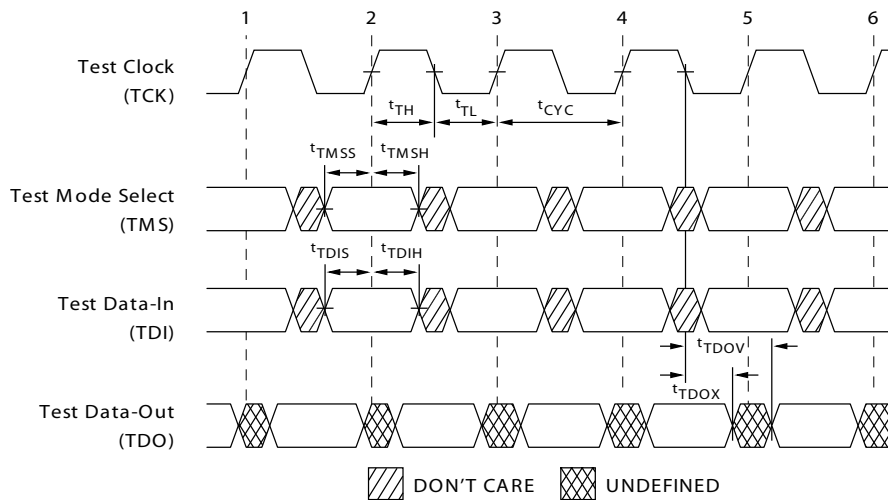 1 2 3 4 5 6
Test Clock
(TCK)
tTH tTL tCYC
tTMSS tTMSH
Test Mode Select
(TMS)
tTDIS tTDIH
Test Data-In
(TDI)
tTDOV
tTDOX
Test Data-Out
(TDO)
DON'T CARE UNDEFINED